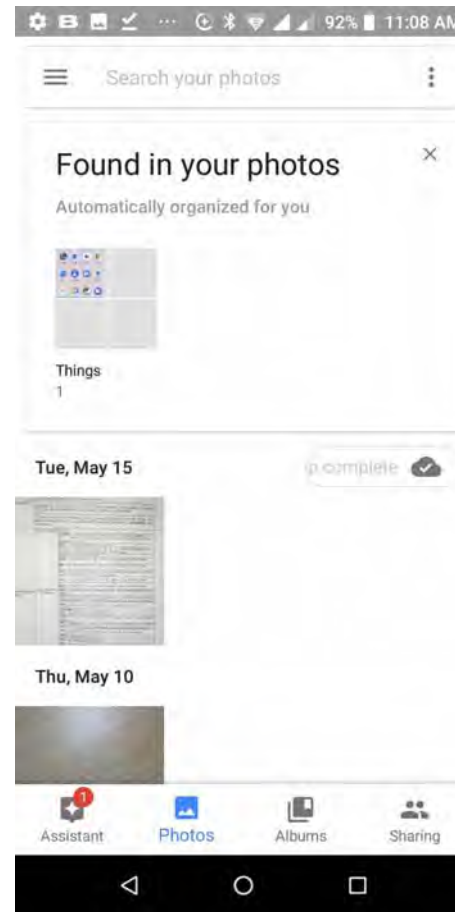 92% 11:08 AM
Search your photos
Found in your photos
Automatically organized for you
Things
1
Tue, May 15
p complete
Thu, May 10
1
Assistant Photos Albums Sharing